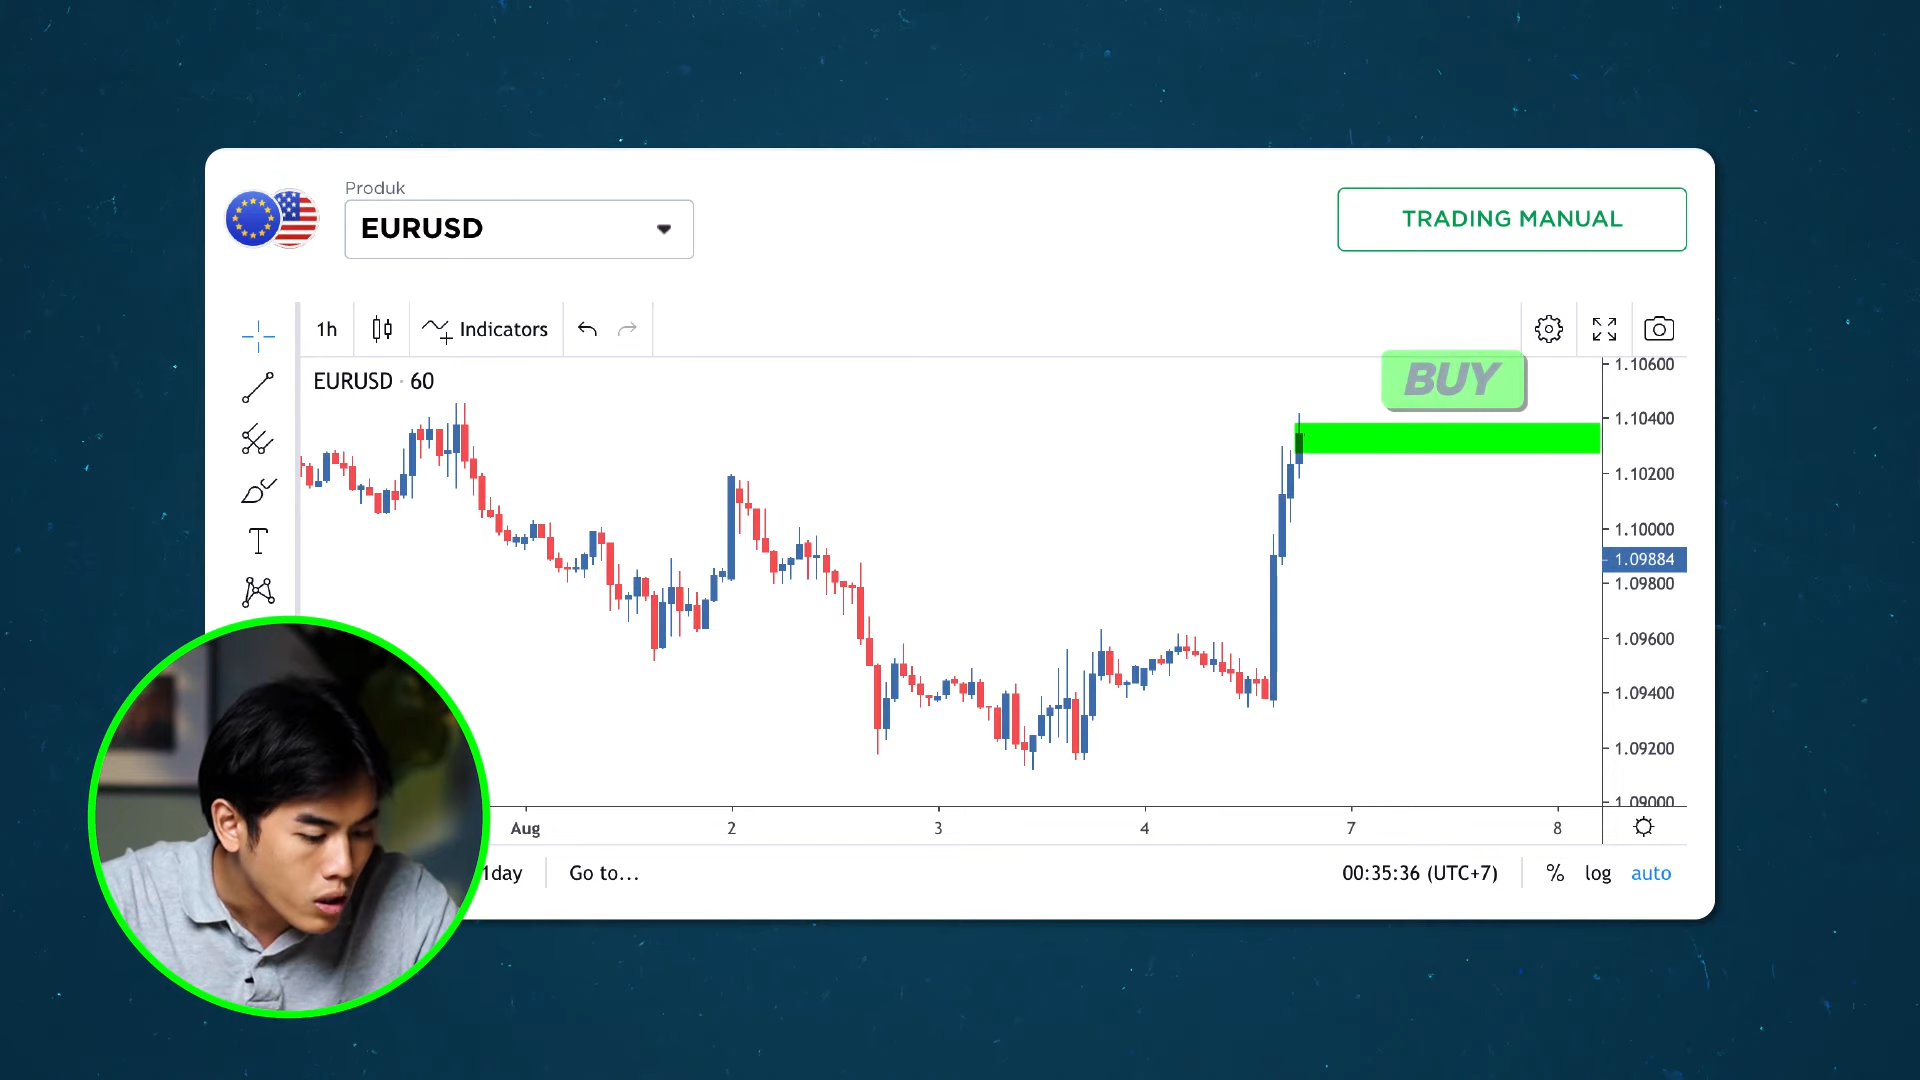 Produk
EURUSD
TRADING MANUAL
1h
Indicators
EURUSD · 60
BUY
1.10600
1.10400
1.10200
1.10000
1.09884
1.09800
1.09600
1.09400
1.09200
1.09000
Aug
2
3
4
7
8
1day
Go to...
00:35:36 (UTC+7)
%
log
auto